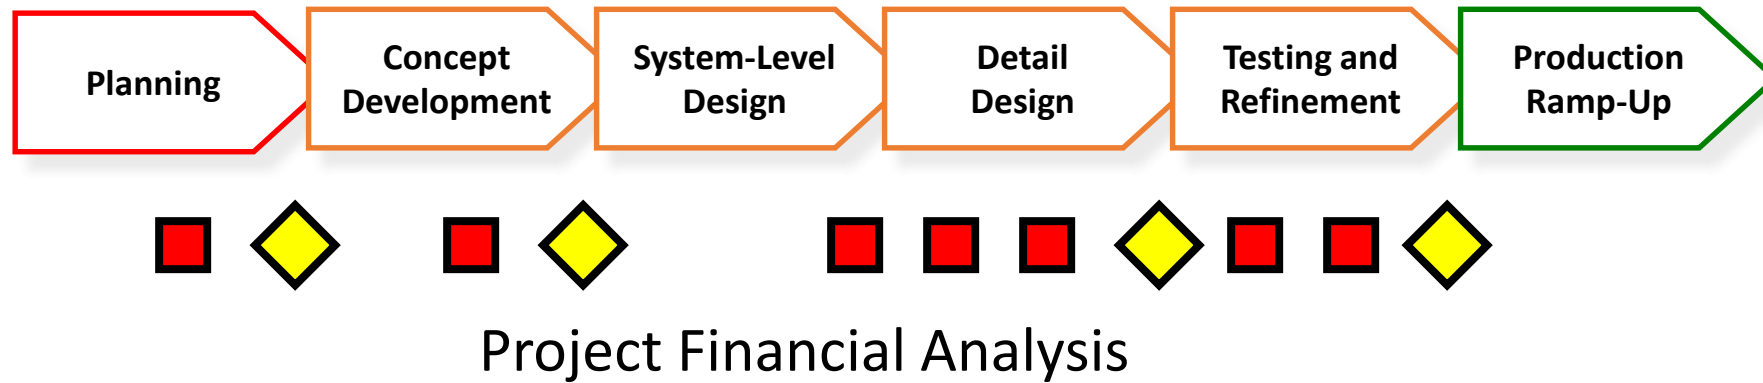 Planning
Concept
Development
System-Level
Design
Detail
Design
Testing and
Refinement
Production
Ramp-Up
Project Financial Analysis